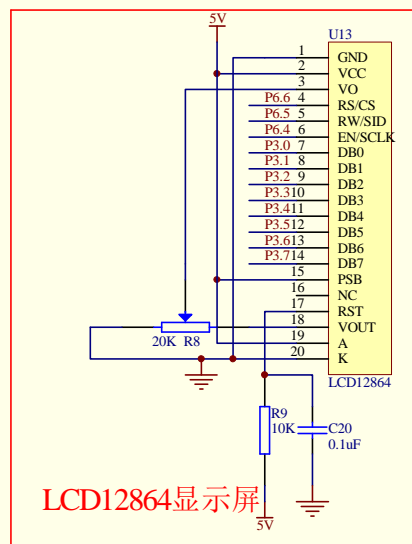 5V
U13
1 GND
2 VCC
3 VO
P6.6 4 RS/CS
P6.5 5 RW/SID
P6.4 6 EN/SCLK
P3.0 7 DB0
P3.1 8 DB1
P3.2 9 DB2
P3.3 10 DB3
P3.4 11 DB4
P3.5 12 DB5
P3.6 13 DB6
P3.7 14 DB7
15 PSB
16 NC
17 RST
18 VOUT
19 A
20 K
20K R8
LCD12864
R9
10K
C20
0.1uF
LCD12864显示屏
5V